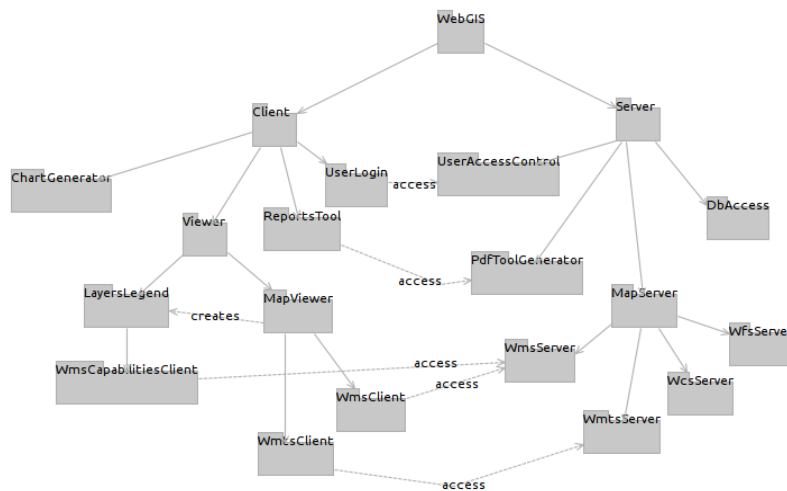 WebGIS
Client
Server
ChartGenerator
UserLogin
access
UserAccessControl
DbAccess
Viewer
ReportsTool
PdfToolGenerator
access
LayersLegend
creates
MapViewer
MapServer
WfsServe
WmsCapabilitiesClient
access
WmsServer
WmsClient
access
WcsServer
WmtsClient
access
WmtsServer